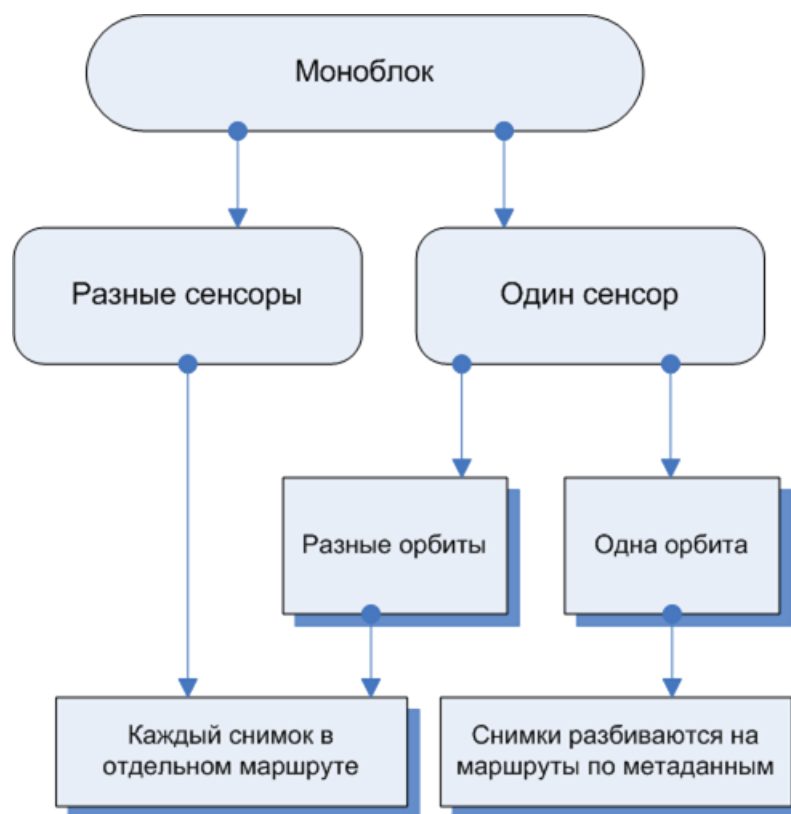 Моноблок
Разные сенсоры
Один сенсор
Разные орбиты
Одна орбита
Каждый снимок в
отдельном маршруте
Снимки разбиваются на
маршруты по метаданным